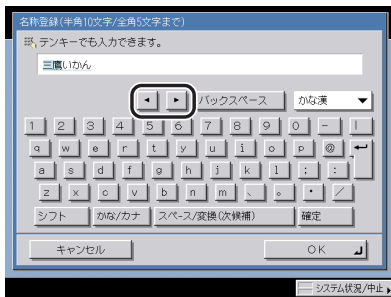 名称登録(半角10文字/全角5文字まで)
テンキーでも入力できます。
三鷹いかん
◂ ▸ バックスペース かな漢 ▼
1 2 3 4 5 6 7 8 9 0 - |
q w e r t y u i o p @ ↵
a s d f g h j k l ; :
z x c v b n m 、 。 ・ /
シフト かな/カナ スペース/変換(次候補) 確定
キャンセル OK ↵
システム状況/中止 ▸